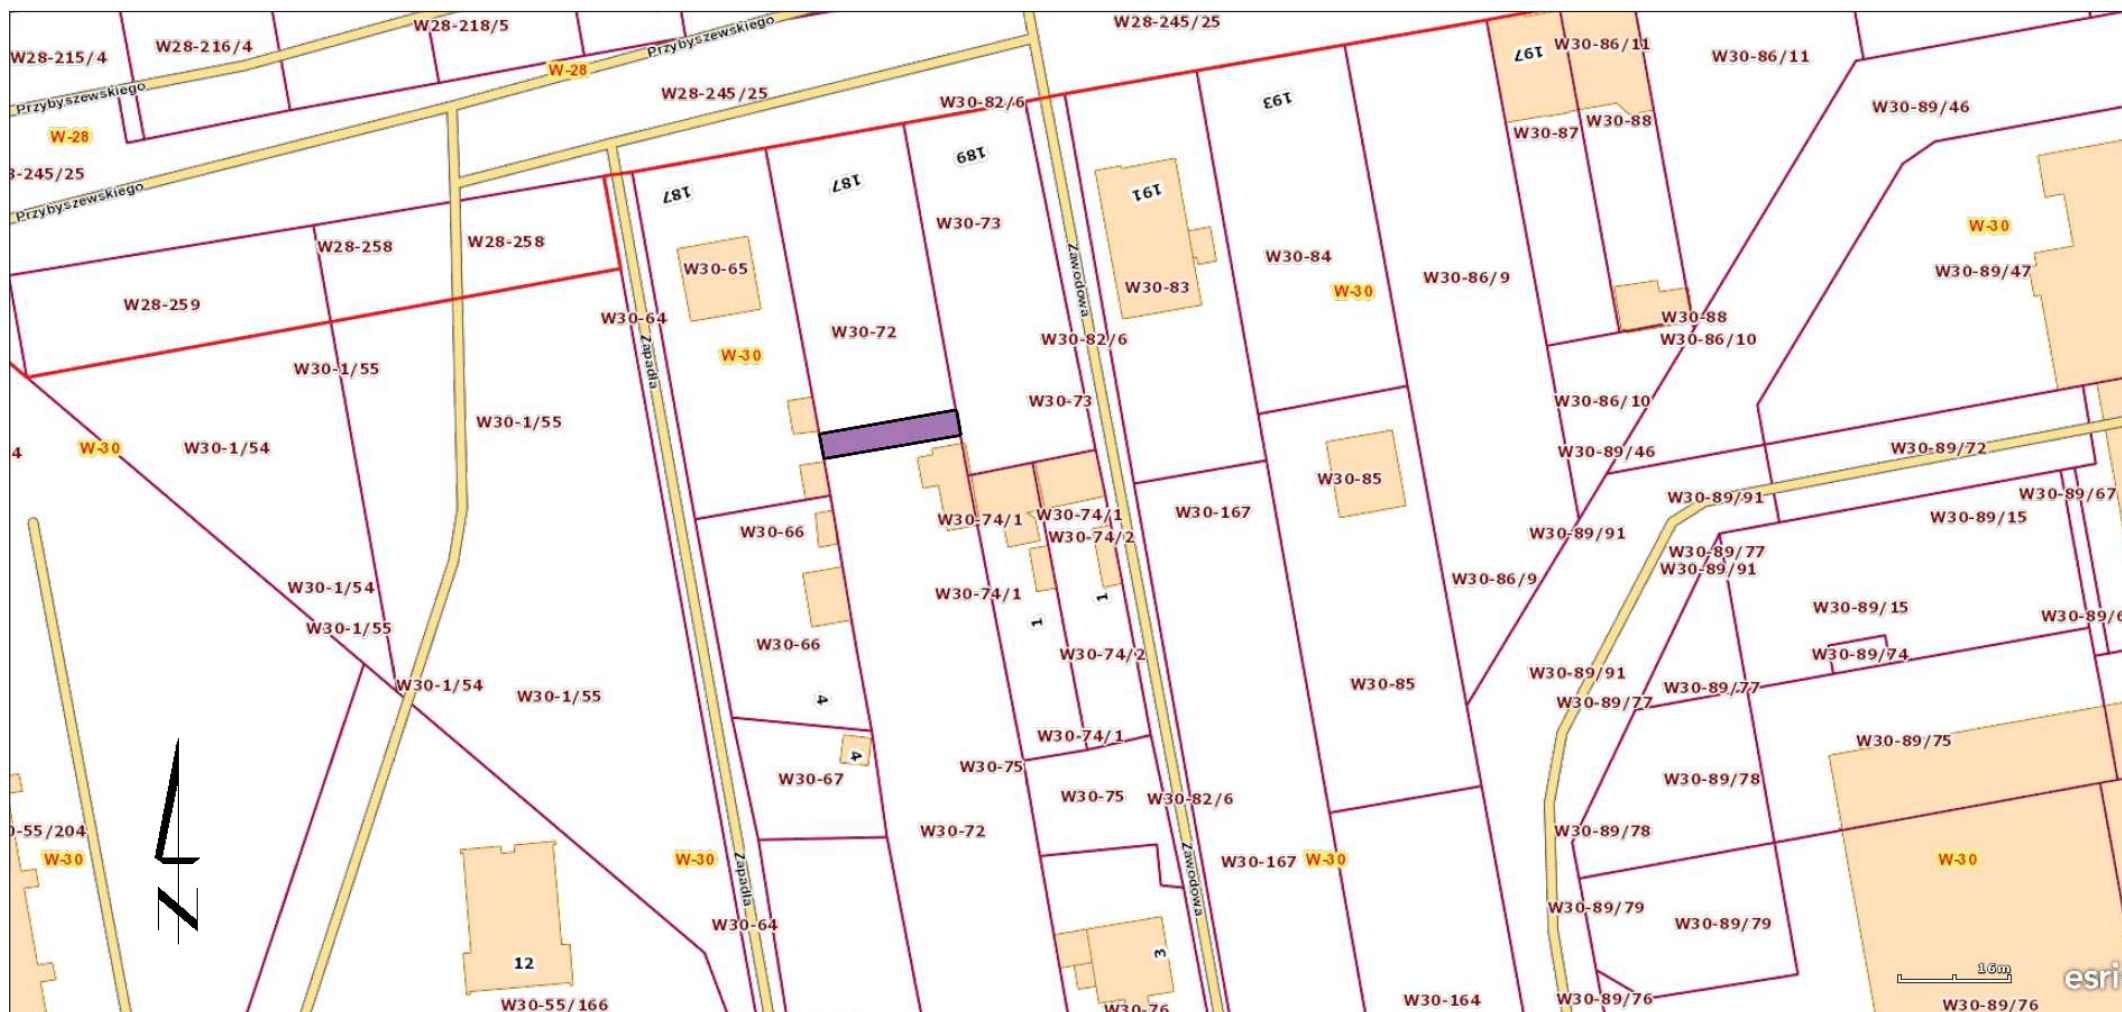 W28-215/4
W28-216/4
W28-218/5
Przybyszewskiego
W28-245/25
197
W30-86/11
W30-86/11
W-28
Przybyszewskiego
W28-245/25
W30-82/6
193
W30-89/46
W-28
W30-87
W30-88
189
-245/25
Przybyszewskiego
187
187
191
W30-73
W-30
W28-258
W28-258
W30-84
W30-65
W30-89/47
W30-86/9
Zawodowa
W30-83
W-30
W28-259
W30-64
W30-88
W30-72
W30-82/6
W30-86/10
W-30
Zapadła
W30-1/55
W30-73
W30-86/10
W30-1/55
4
W-30
W30-1/54
W30-89/46
W30-89/72
W30-85
W30-89/91
W30-89/67
W30-167
W30-74/1
W30-74/1
W30-89/15
W30-66
W30-74/2
W30-89/91
W30-89/77
W30-89/91
W30-86/9
W30-1/54
W30-74/1
1
W30-89/15
W30-89/6
W30-1/55
1
W30-66
W30-74/2
W30-89/74
W30-89/91
W30-1/54
W30-1/55
W30-85
W30-89/77
4
W30-89/77
W30-74/1
W30-89/75
4
W30-67
W30-75
W30-89/78
W30-75
W30-82/6
-55/204
W30-72
W30-89/78
W-30
W-30
W30-167
W-30
W-30
Zapadła
Zawodowa
W30-89/79
W30-64
W30-89/79
N
12
3
16m
esri
W30-55/166
W30-76
W30-164
W30-89/76
W30-89/76